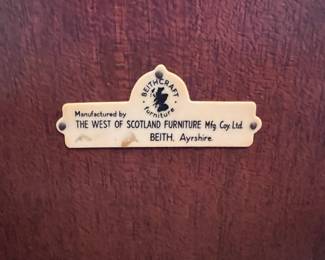 BEITHCRAFT
furniture
Manufactured by
THE WEST OF SCOTLAND FURNITURE Mfg. Coy. Ltd.
BEITH, Ayrshire.